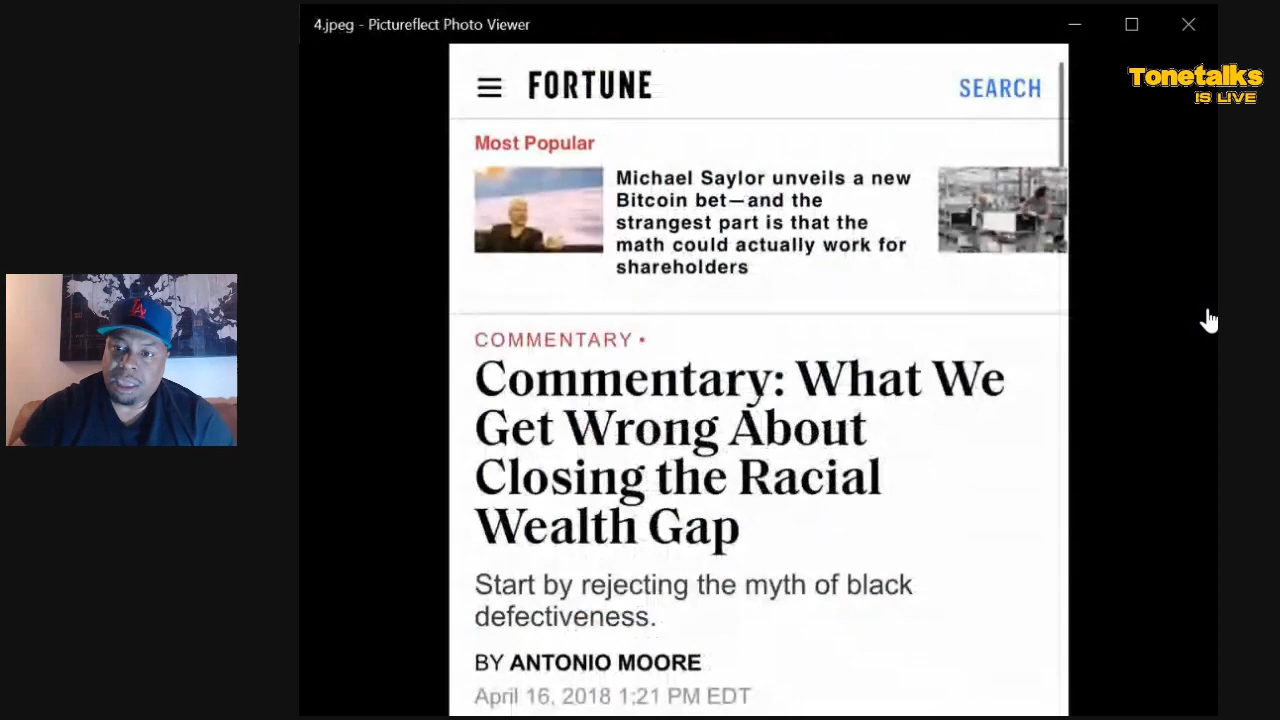 4.jpeg - Pictureflect Photo Viewer
Tonetalks
IS LIVE
FORTUNE
SEARCH
Most Popular
Michael Saylor unveils a new
Bitcoin bet—and the
strangest part is that the
math could actually work for
shareholders
COMMENTARY •
Commentary: What We
Get Wrong About
Closing the Racial
Wealth Gap
Start by rejecting the myth of black
defectiveness.
BY ANTONIO MOORE
April 16, 2018 1:21 PM EDT
LA